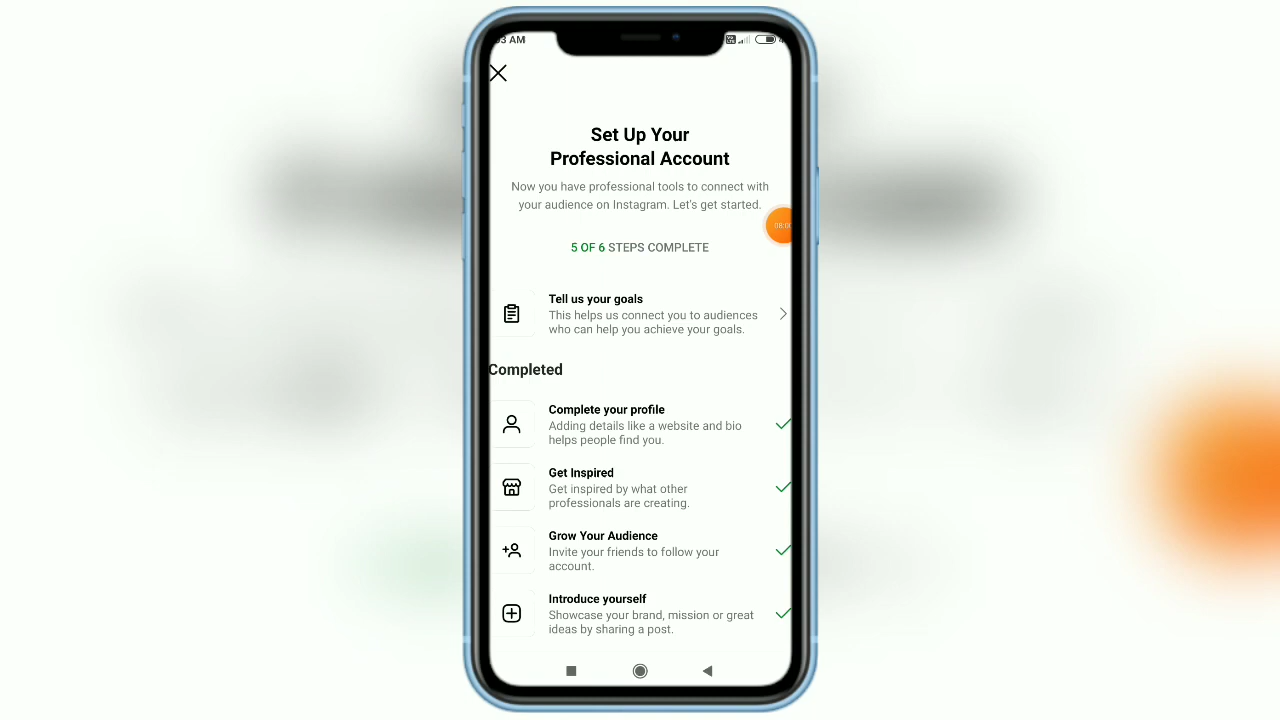 :3 AM
Set Up Your
Professional Account
Now you have professional tools to connect with
your audience on Instagram. Let's get started.
08:00
5 OF 6 STEPS COMPLETE
Tell us your goals
This helps us connect you to audiences
who can help you achieve your goals.
Completed
Complete your profile
Adding details like a website and bio
helps people find you.
Get Inspired
Get inspired by what other
professionals are creating.
Grow Your Audience
Invite your friends to follow your
account.
Introduce yourself
Showcase your brand, mission or great
ideas by sharing a post.